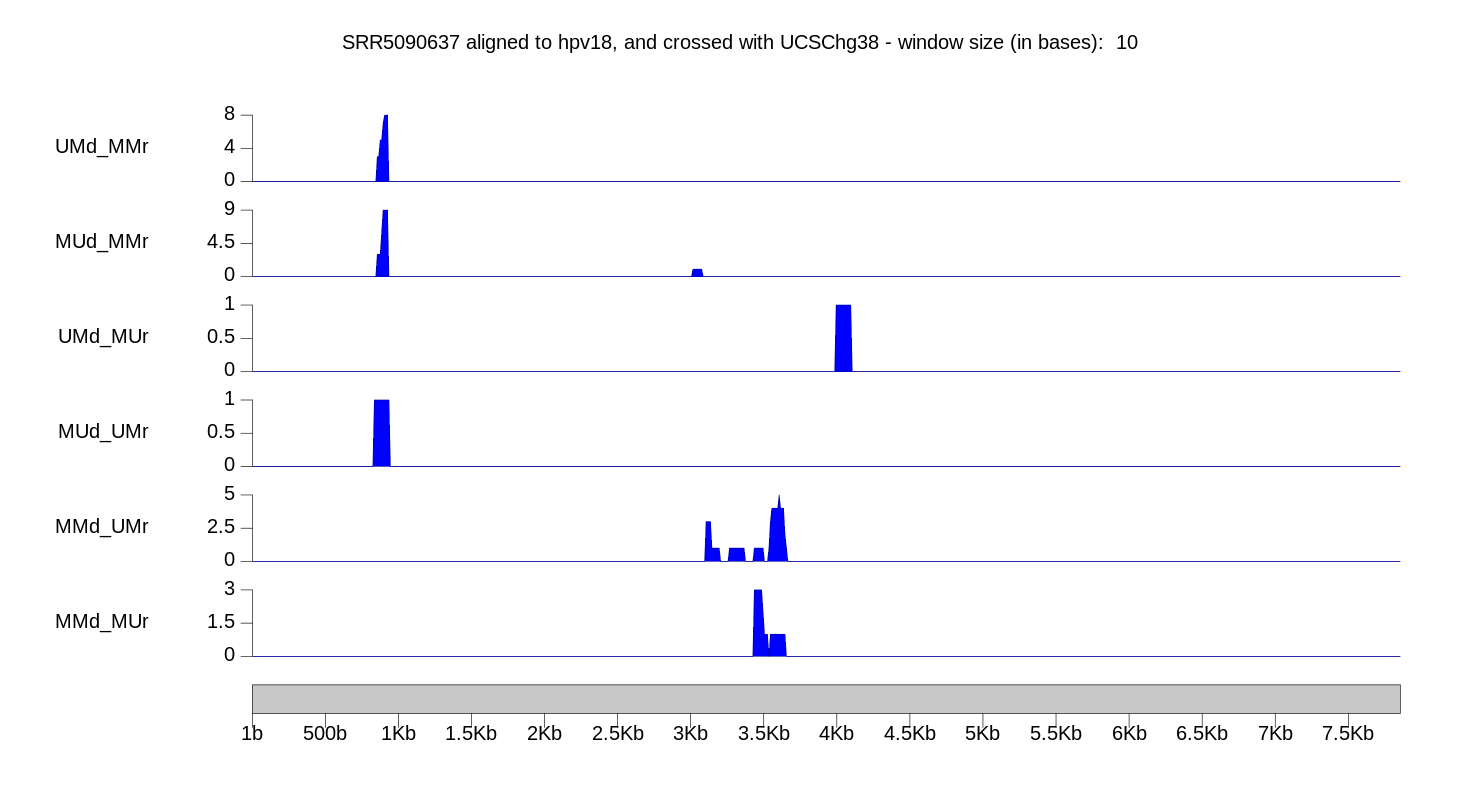 SRR5090637 aligned to hpv18, and crossed with UCSChg38 - window size (in bases):  10
UMd_MMr
8
4
0
MUd_MMr
9
4.5
0
UMd_MUr
1
0.5
0
MUd_UMr
1
0.5
0
MMd_UMr
5
2.5
0
MMd_MUr
3
1.5
0
1b 500b 1Kb 1.5Kb 2Kb 2.5Kb 3Kb 3.5Kb 4Kb 4.5Kb 5Kb 5.5Kb 6Kb 6.5Kb 7Kb 7.5Kb